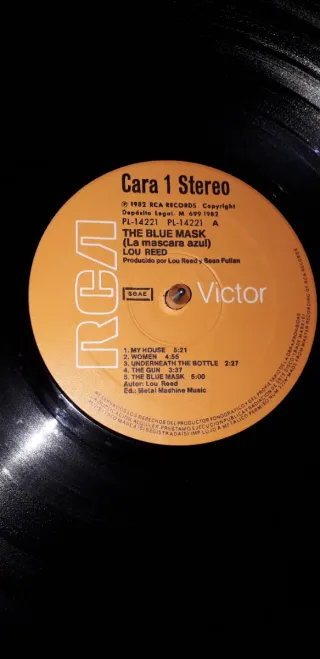 Cara 1 Stereo
℗ 1982 RCA RECORDS Copyright
Depósito Legal: M 699 1982
PL-14221 PL-14221 A
THE BLUE MASK
(La mascara azul)
LOU REED
Producido por Lou Reed y Sean Fullan
RCA
SGAE
Victor
1. MY HOUSE 5:21
2. WOMEN 4:55
3. UNDERNEATH THE BOTTLE 2:27
4. THE GUN 3:37
5. THE BLUE MASK 5:00
Autor: Lou Reed
Ed.: Metal Machine Music